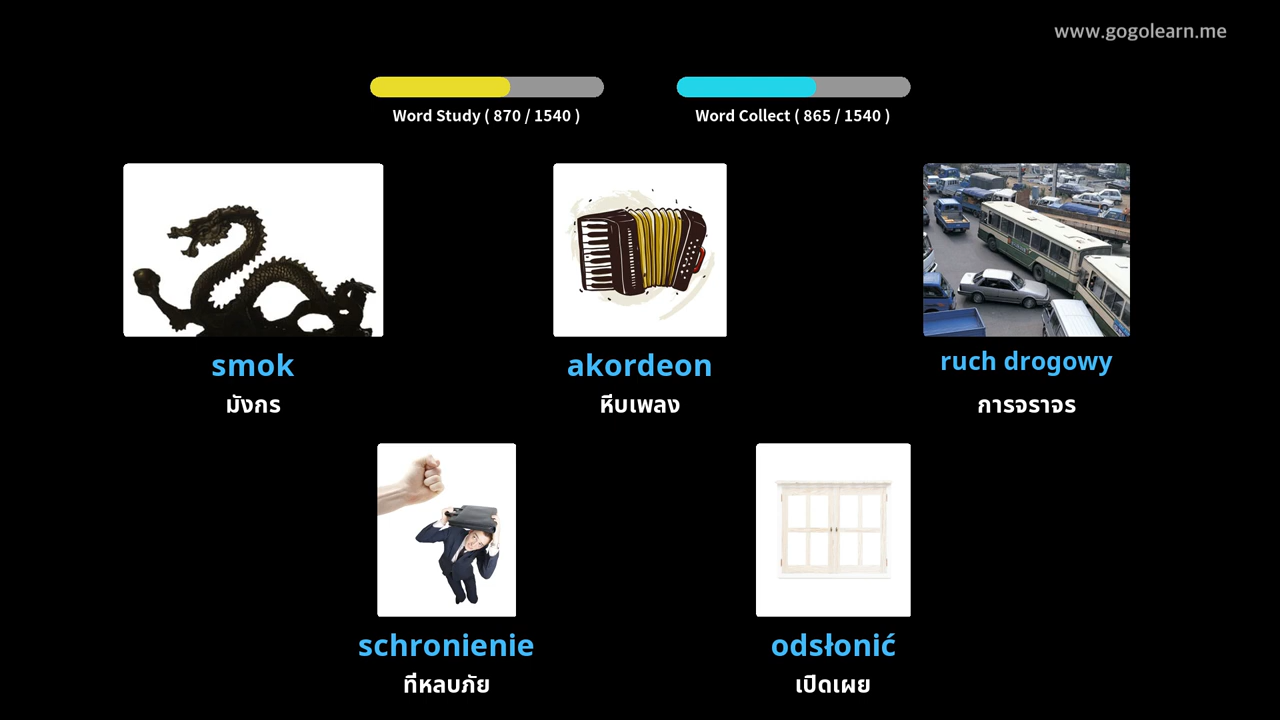 www.gogolearn.me
Word Study ( 870 / 1540 )
Word Collect ( 865 / 1540 )
smok
akordeon
ruch drogowy
มังกร
หีบเพลง
การจราจร
schronienie
odsłonić
ที่หลบภัย
เปิดเผย